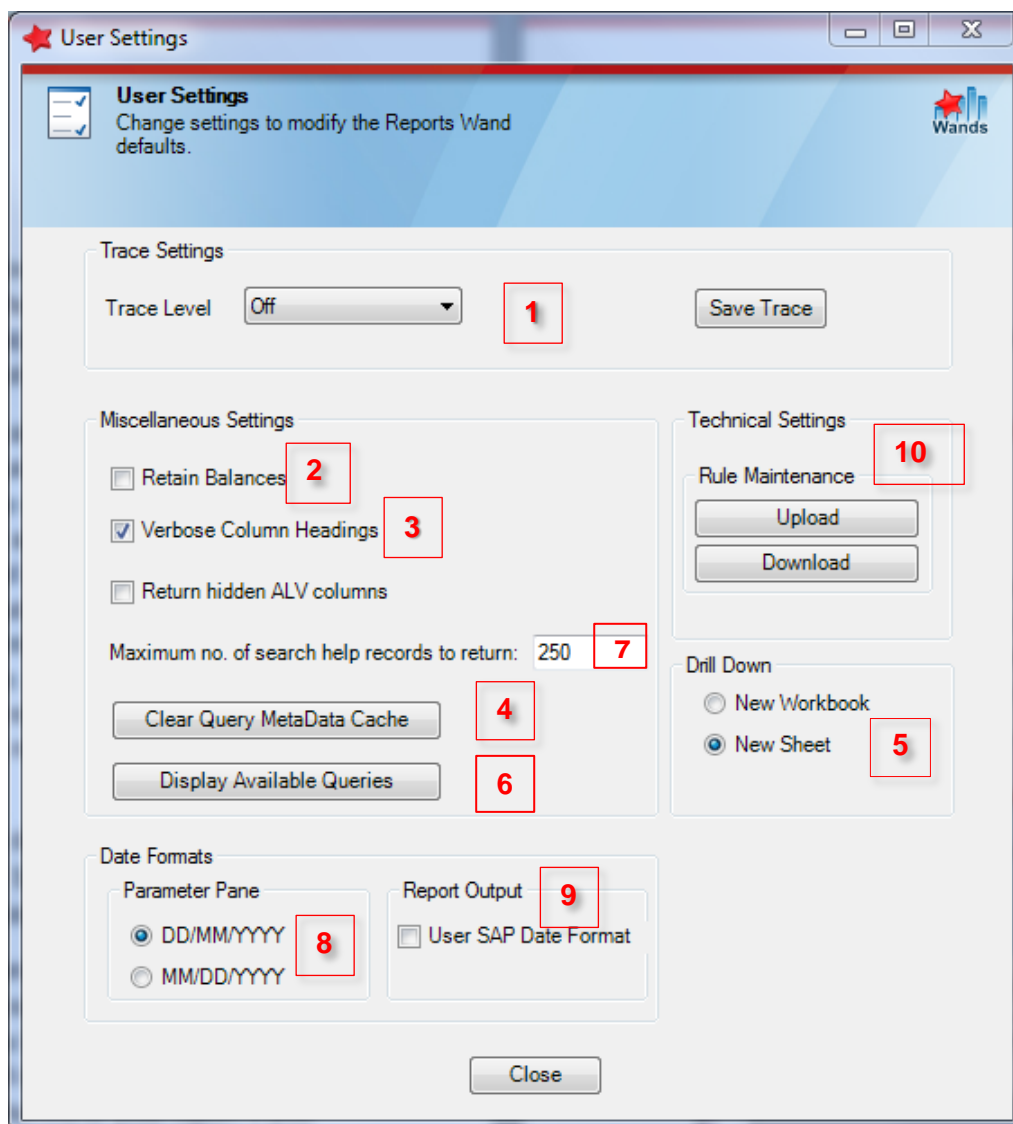 User Settings
User Settings
Change settings to modify the Reports Wand
defaults.
Wands
Trace Settings
Trace Level Off 1 Save Trace
Miscellaneous Settings
Retain Balances 2
Verbose Column Headings 3
Return hidden ALV columns
Maximum no. of search help records to return: 250 7
Clear Query MetaData Cache 4
Display Available Queries 6
Technical Settings
10
Rule Maintenance
Upload
Download
Drill Down
New Workbook
New Sheet 5
Date Formats
Parameter Pane
DD/MM/YYYY
8
MM/DD/YYYY
Report Output 9
User SAP Date Format
Close